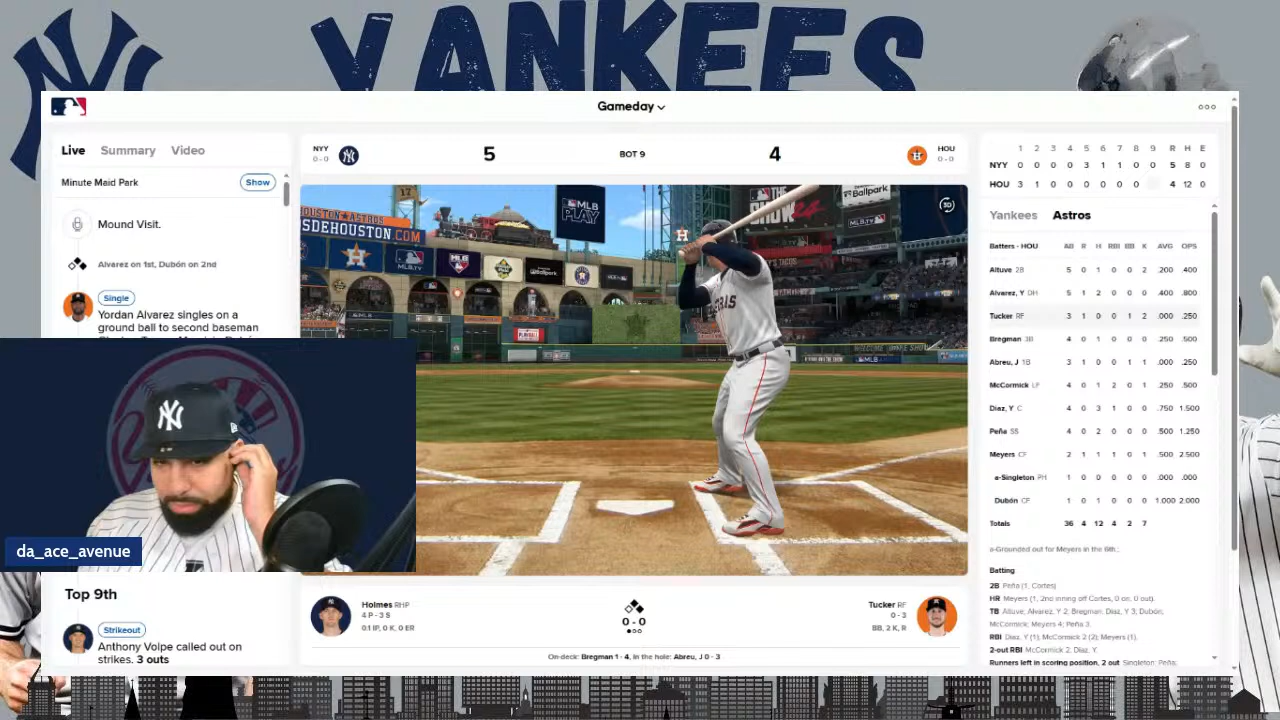 YANKEES
Gameday
Live Summary Video
NYY
0 - 0
5
BOT 9
4
HOU
0 - 0
Minute Maid Park
Show
Mound Visit.
Alvarez on 1st, Dubón on 2nd
Single
Yordan Alvarez singles on a
ground ball to second baseman
da_ace_avenue
Top 9th
Strikeout
Anthony Volpe called out on
strikes. 3 outs
17
HOUSTON ASTROS
SDEHOUSTON.COM
MLB
PLAY
MLB.TV
Ballpark
SHOW 24
MLB.TV
3D
Holmes RHP
4 P - 3 S
0.1 IP, 0 K, 0 ER
0 - 0
Tucker RF
0 - 3
BB, 2 K, R
On-deck: Bregman 1 - 4, In the hole: Abreu, J 0 - 3
1 2 3 4 5 6 7 8 9 R H E
NYY 0 0 0 0 3 1 1 0 0 5 8 0
HOU 3 1 0 0 0 0 0 0 4 12 0
Yankees Astros
Batters - HOU AB R H RBI BB K AVG OPS
Altuve 2B 5 0 1 0 0 2 .200 .400
Alvarez, Y DH 5 1 2 0 0 0 .400 .800
Tucker RF 3 1 0 0 1 2 .000 .250
Bregman 3B 4 0 1 0 0 0 .250 .500
Abreu, J 1B 3 1 0 0 1 1 .000 .250
McCormick LF 4 0 1 2 0 1 .250 .500
Diaz, Y C 4 0 3 1 0 0 .750 1.500
Peña SS 4 0 2 0 0 0 .500 1.250
Meyers CF 2 1 1 1 0 1 .500 2.500
a-Singleton PH 1 0 0 0 0 0 .000 .000
Dubón CF 1 0 1 0 0 0 1.000 2.000
Totals 36 4 12 4 2 7
a-Grounded out for Meyers in the 6th.;
Batting
2B Peña (1, Cortes)
HR Meyers (1, 2nd inning off Cortes, 0 on, 0 out).
TB Altuve; Alvarez, Y 2; Bregman; Diaz, Y 3; Dubón;
McCormick; Meyers 4; Peña 3.
RBI Diaz, Y (1); McCormick 2 (2); Meyers (1).
2-out RBI McCormick 2; Diaz, Y.
Runners left in scoring position, 2 out Singleton; Peña;